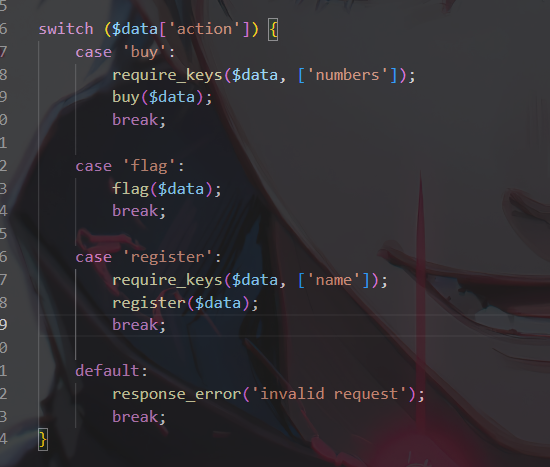 5
6 switch ($data['action']) {
7 case 'buy':
8 require_keys($data, ['numbers']);
9 buy($data);
0 break;
1
2 case 'flag':
3 flag($data);
4 break;
5
6 case 'register':
7 require_keys($data, ['name']);
8 register($data);
9 break;
0
1 default:
2 response_error('invalid request');
3 break;
4 }